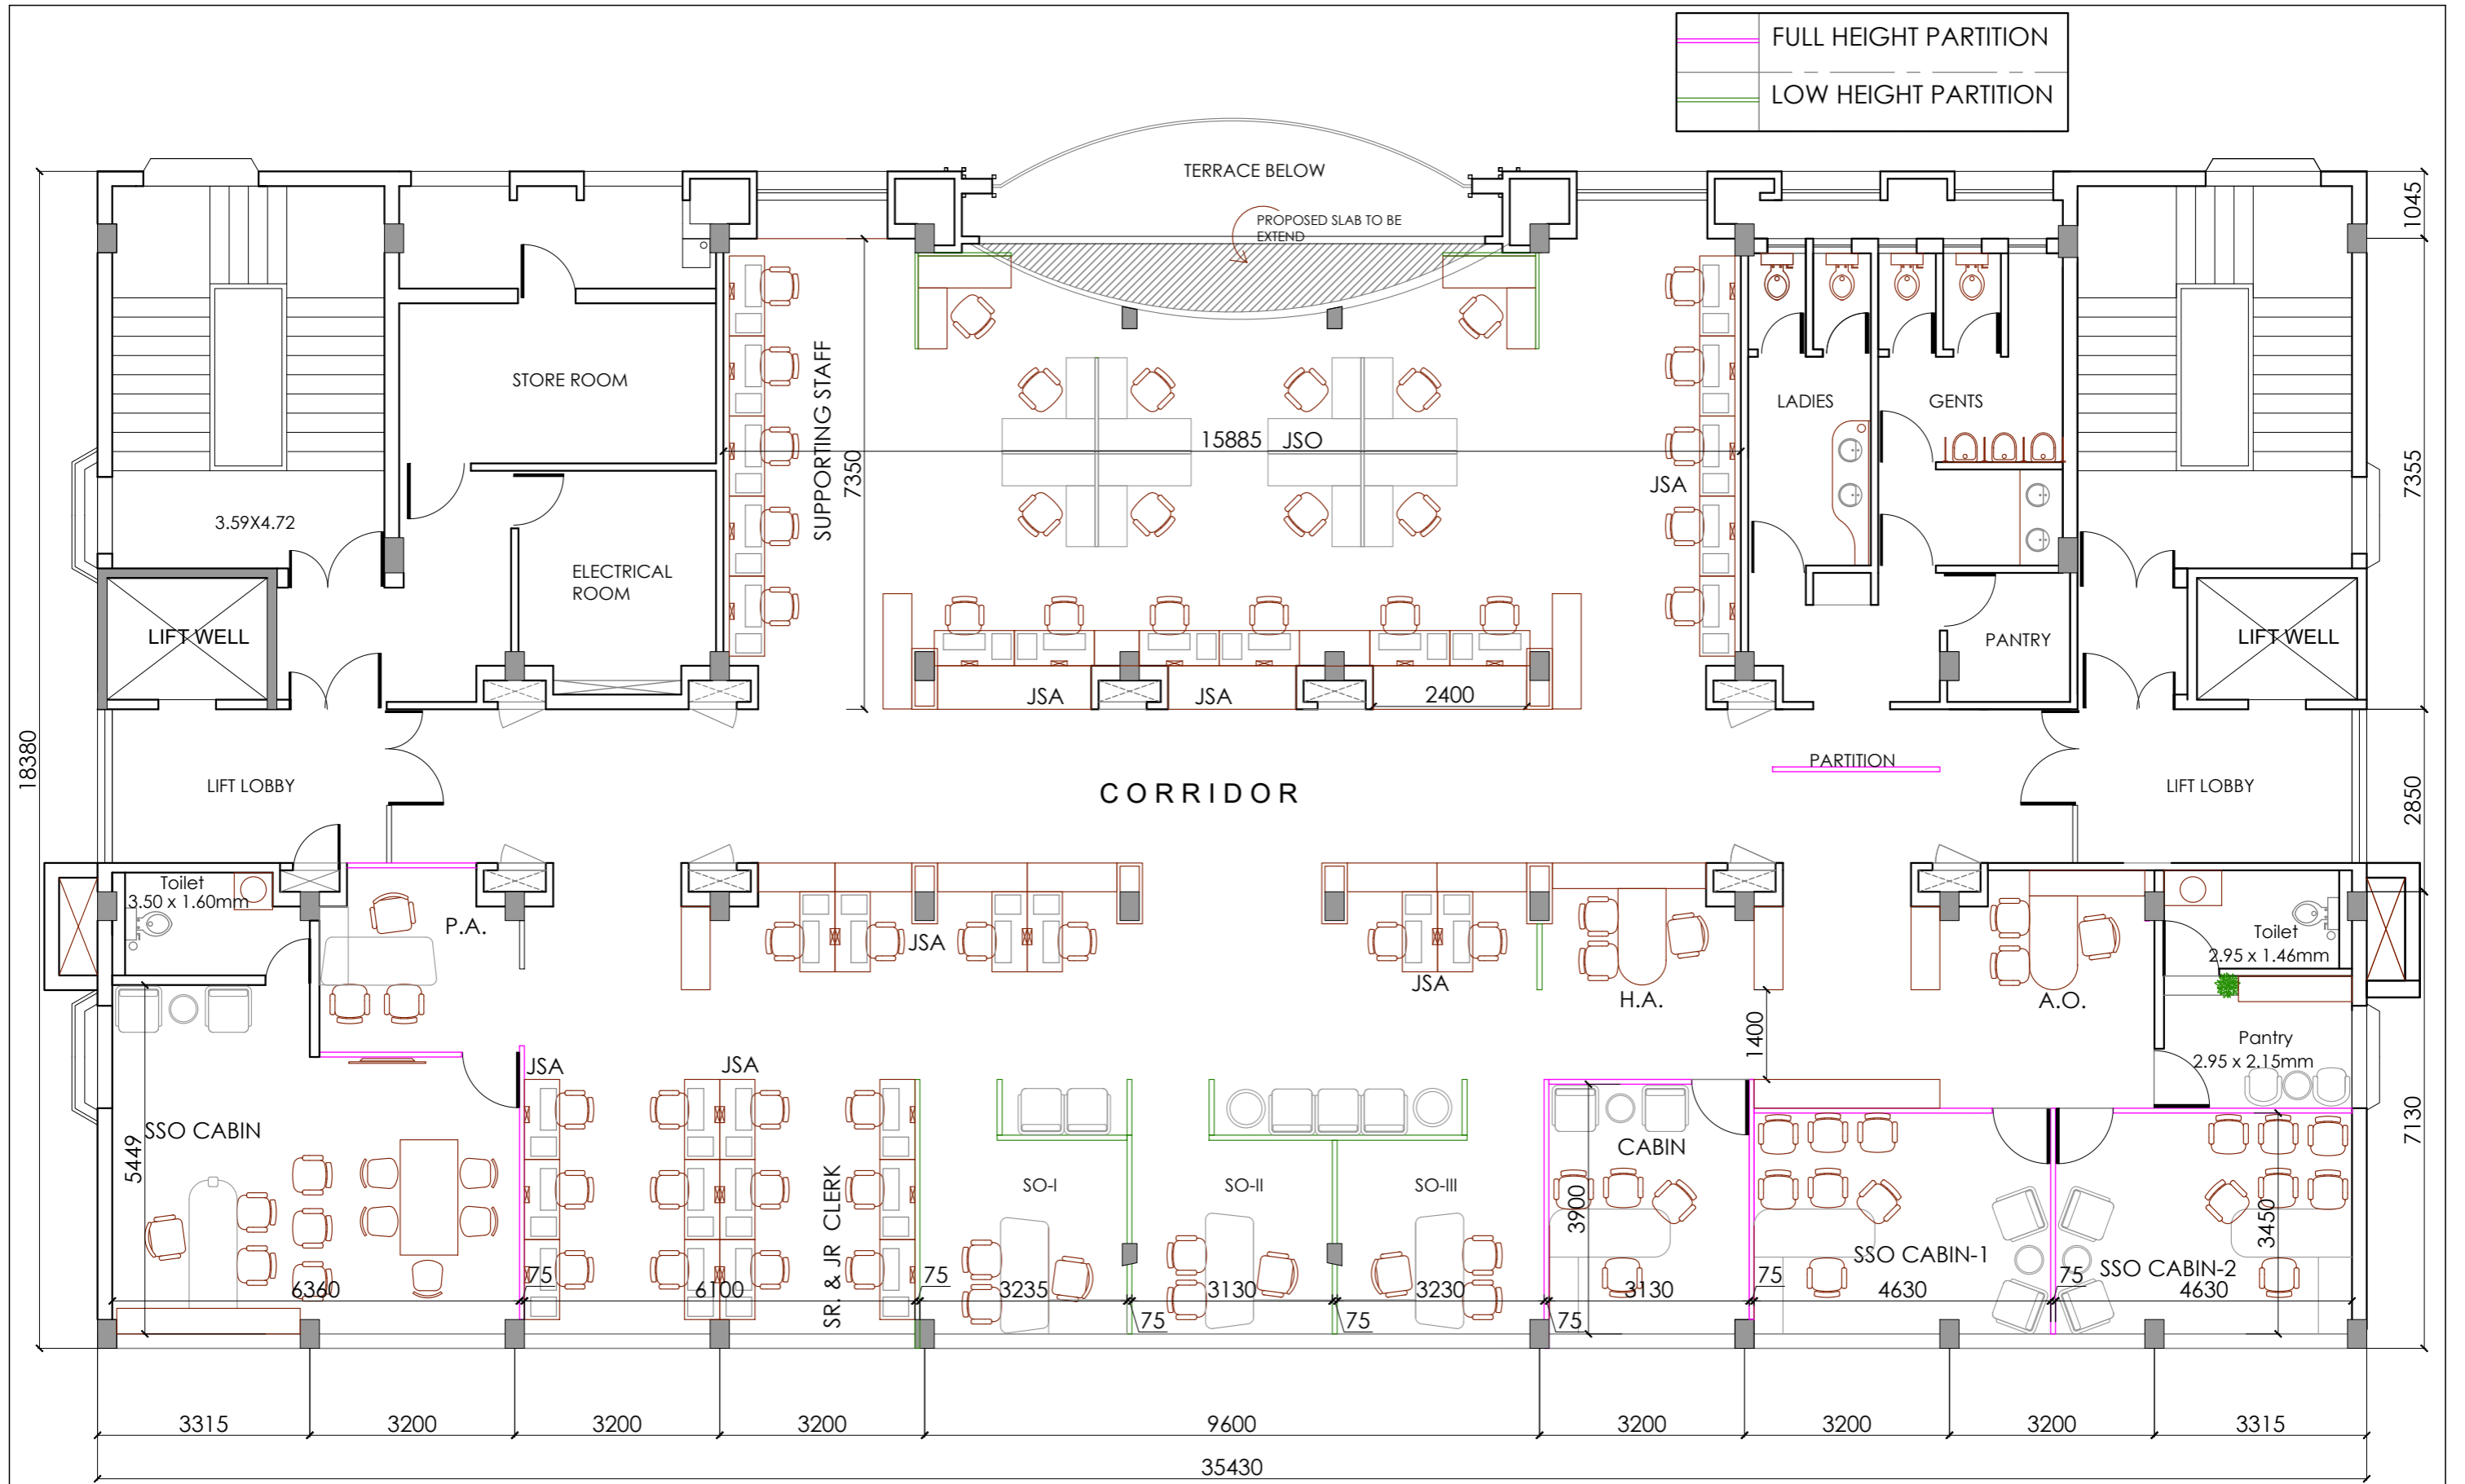 FULL HEIGHT PARTITION
LOW HEIGHT PARTITION
TERRACE BELOW
PROPOSED SLAB TO BE
EXTEND
1045
STORE ROOM
SUPPORTING STAFF
LADIES
GENTS
15885
JSO
7350
JSA
7355
3.59X4.72
ELECTRICAL
ROOM
LIFT WELL
PANTRY
LIFT WELL
JSA
JSA
2400
18380
LIFT LOBBY
CORRIDOR
PARTITION
LIFT LOBBY
2850
Toilet
3.50 x 1.60mm
P.A.
JSA
JSA
H.A.
A.O.
Toilet
2.95 x 1.46mm
1400
Pantry
2.95 x 2.15mm
JSA
JSA
SSO CABIN
5449
SR. & JR CLERK
SO-I
SO-II
SO-III
CABIN
3900
SSO CABIN-1
SSO CABIN-2
3450
7130
6360
75
6100
75
3235
75
3130
75
3230
75
3130
75
4630
75
4630
3315
3200
3200
3200
9600
3200
3200
3200
3315
35430